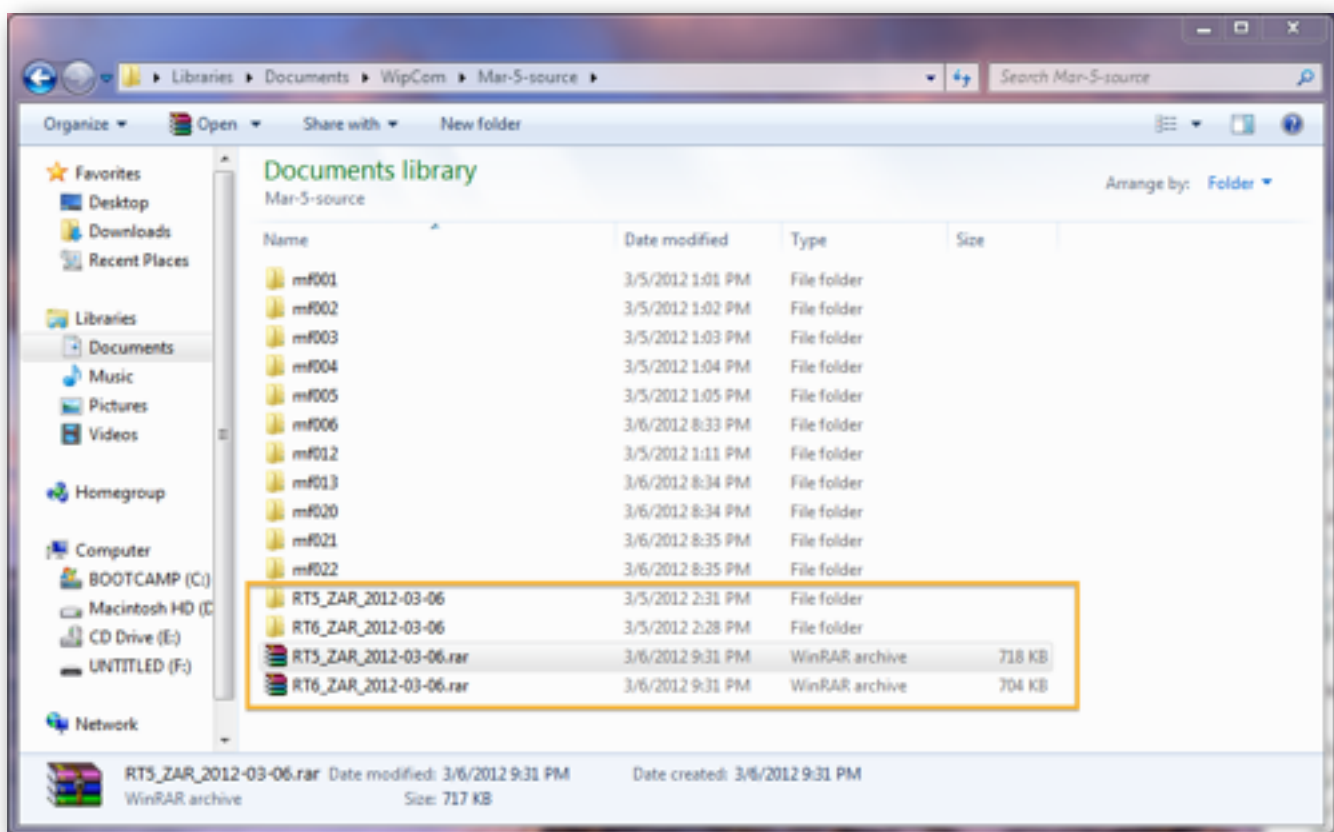 Libraries Documents WipCom Mar-5-source Search Mar-5-source
Organize Open Share with New folder
Favorites
Desktop
Downloads
Recent Places
Libraries
Documents
Music
Pictures
Videos
Homegroup
Computer
BOOTCAMP (C:)
Macintosh HD (D
CD Drive (E:)
UNTITLED (F:)
Network
Documents library
Mar-5-source
Arrange by: Folder
Name Date modified Type Size
mf001 3/5/2012 1:01 PM File folder
mf002 3/5/2012 1:02 PM File folder
mf003 3/5/2012 1:03 PM File folder
mf004 3/5/2012 1:04 PM File folder
mf005 3/5/2012 1:05 PM File folder
mf006 3/6/2012 8:33 PM File folder
mf012 3/5/2012 1:11 PM File folder
mf013 3/6/2012 8:34 PM File folder
mf020 3/6/2012 8:34 PM File folder
mf021 3/6/2012 8:35 PM File folder
mf022 3/6/2012 8:35 PM File folder
RT5_ZAR_2012-03-06 3/5/2012 2:31 PM File folder
RT6_ZAR_2012-03-06 3/5/2012 2:28 PM File folder
RT5_ZAR_2012-03-06.rar 3/6/2012 9:31 PM WinRAR archive 718 KB
RT6_ZAR_2012-03-06.rar 3/6/2012 9:31 PM WinRAR archive 704 KB
RT5_ZAR_2012-03-06.rar Date modified: 3/6/2012 9:31 PM Date created: 3/6/2012 9:31 PM
WinRAR archive Size: 717 KB